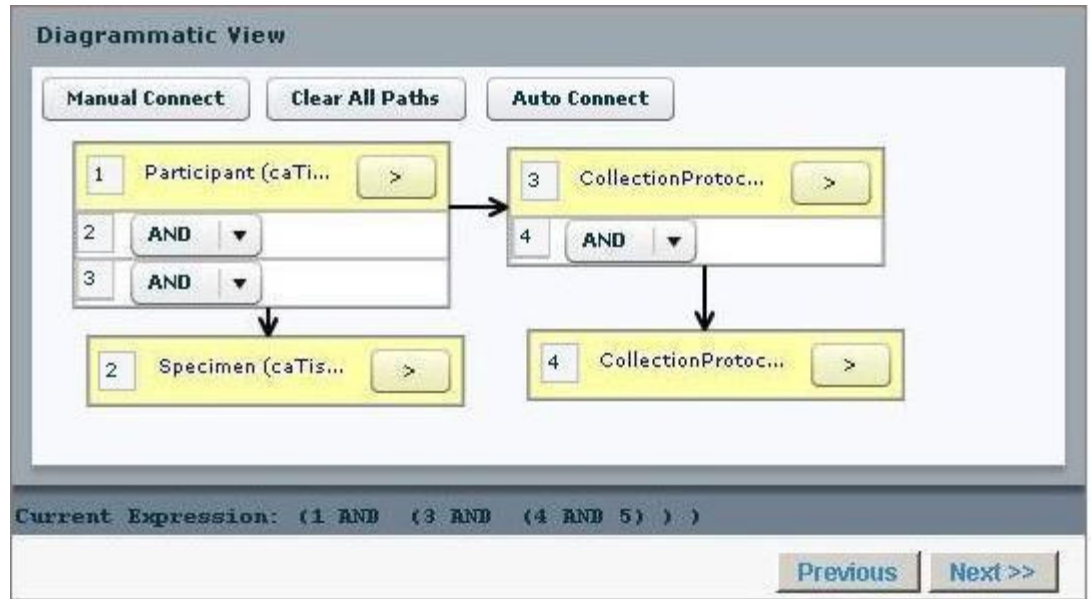 Diagrammatic View
Manual Connect
Clear All Paths
Auto Connect
1 Participant (caTi... >
2 AND
3 AND
3 CollectionProtoc... >
4 AND
2 Specimen (caTis... >
4 CollectionProtoc... >
Current Expression: (1 AND (3 AND (4 AND 5) ) )
Previous
Next >>